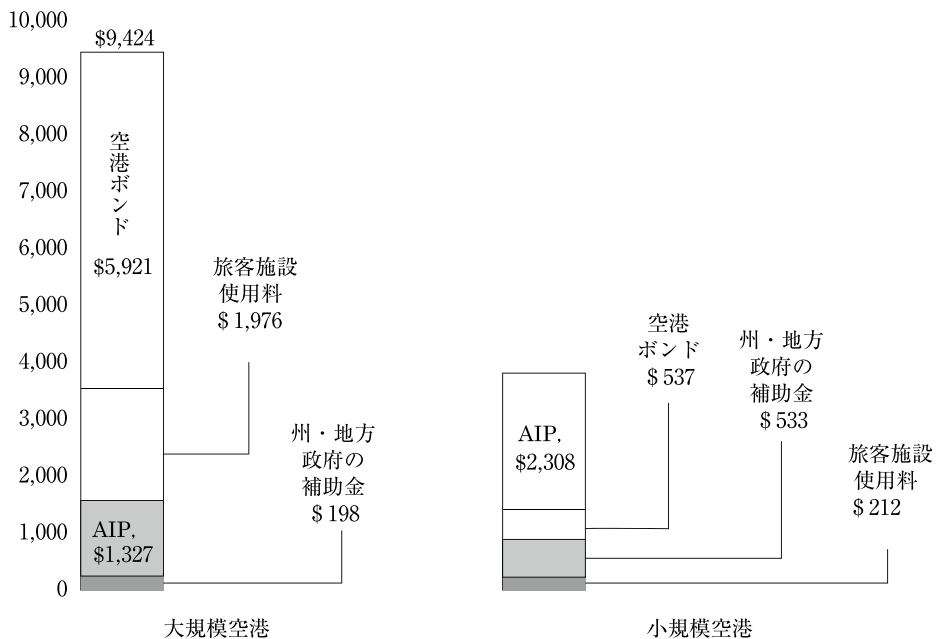 10,000
9,000
8,000
7,000
6,000
5,000
4,000
3,000
2,000
1,000
0
$9,424
空港ボンド
$5,921
旅客施設
使用料
$ 1,976
州・地方
政府の
補助金
$ 198
AIP,
$1,327
大規模空港
AIP,
$2,308
空港
ボンド
$ 537
州・地方
政府の
補助金
$ 533
旅客施設
使用料
$ 212
小規模空港